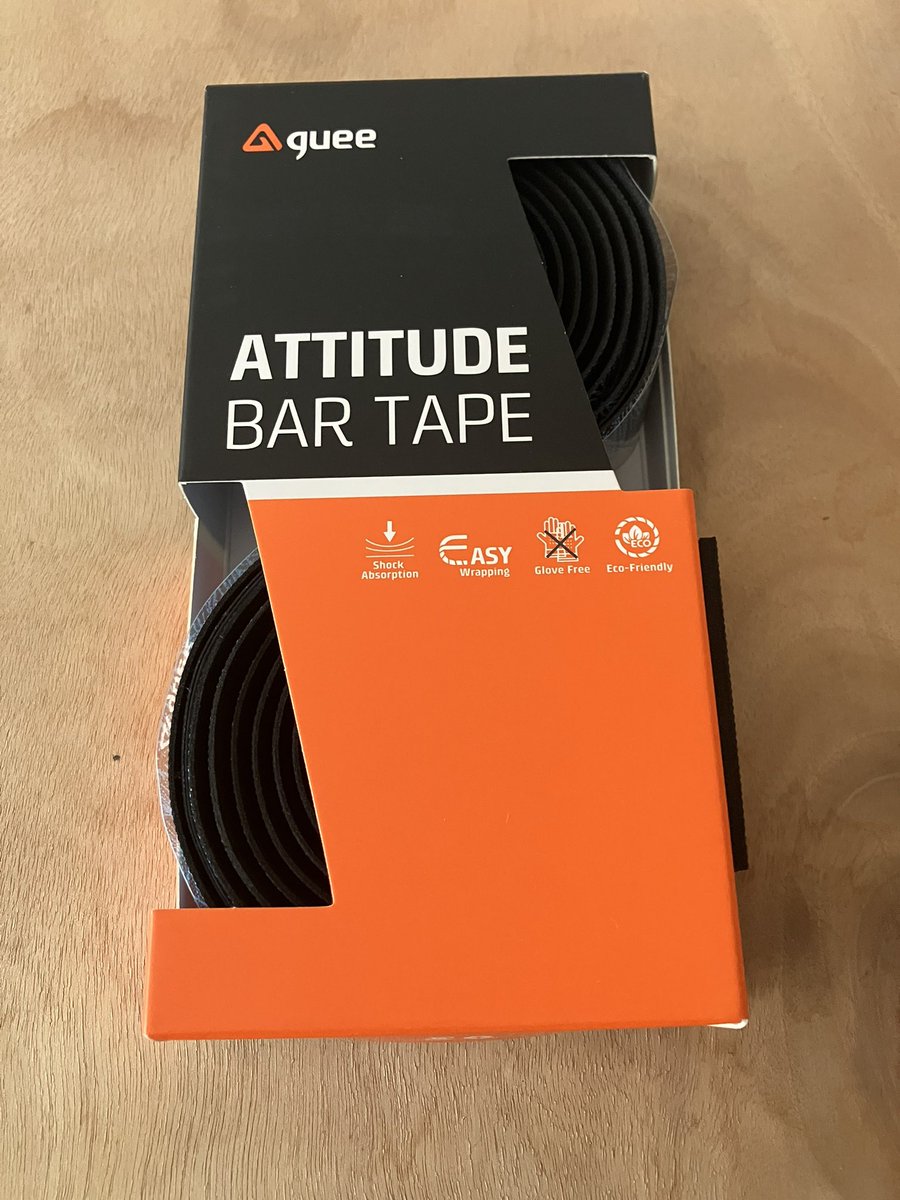 guee
ATTITUDE
BAR TAPE
Shock
Absorption
EASY
Wrapping
Glove Free
ECO
Eco-Friendly